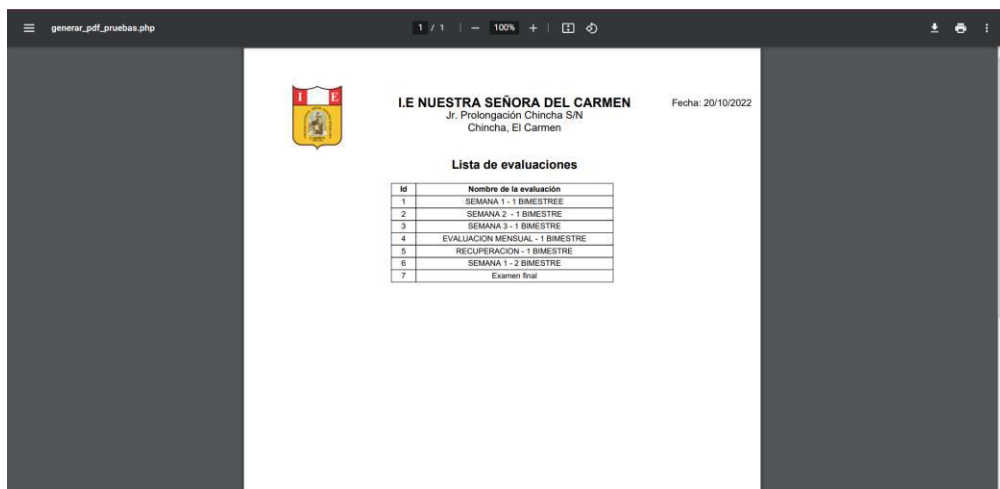 generar_pdf_pruebas.php 1 / 1 100%
I E
I.E NUESTRA SEÑORA DEL CARMEN Fecha: 20/10/2022
Jr. Prolongación Chincha S/N
Chincha, El Carmen
Lista de evaluaciones
Id Nombre de la evaluación
1 SEMANA 1 - 1 BIMESTREE
2 SEMANA 2 - 1 BIMESTRE
3 SEMANA 3 - 1 BIMESTRE
4 EVALUACION MENSUAL - 1 BIMESTRE
5 RECUPERACION - 1 BIMESTRE
6 SEMANA 1 - 2 BIMESTRE
7 Examen final